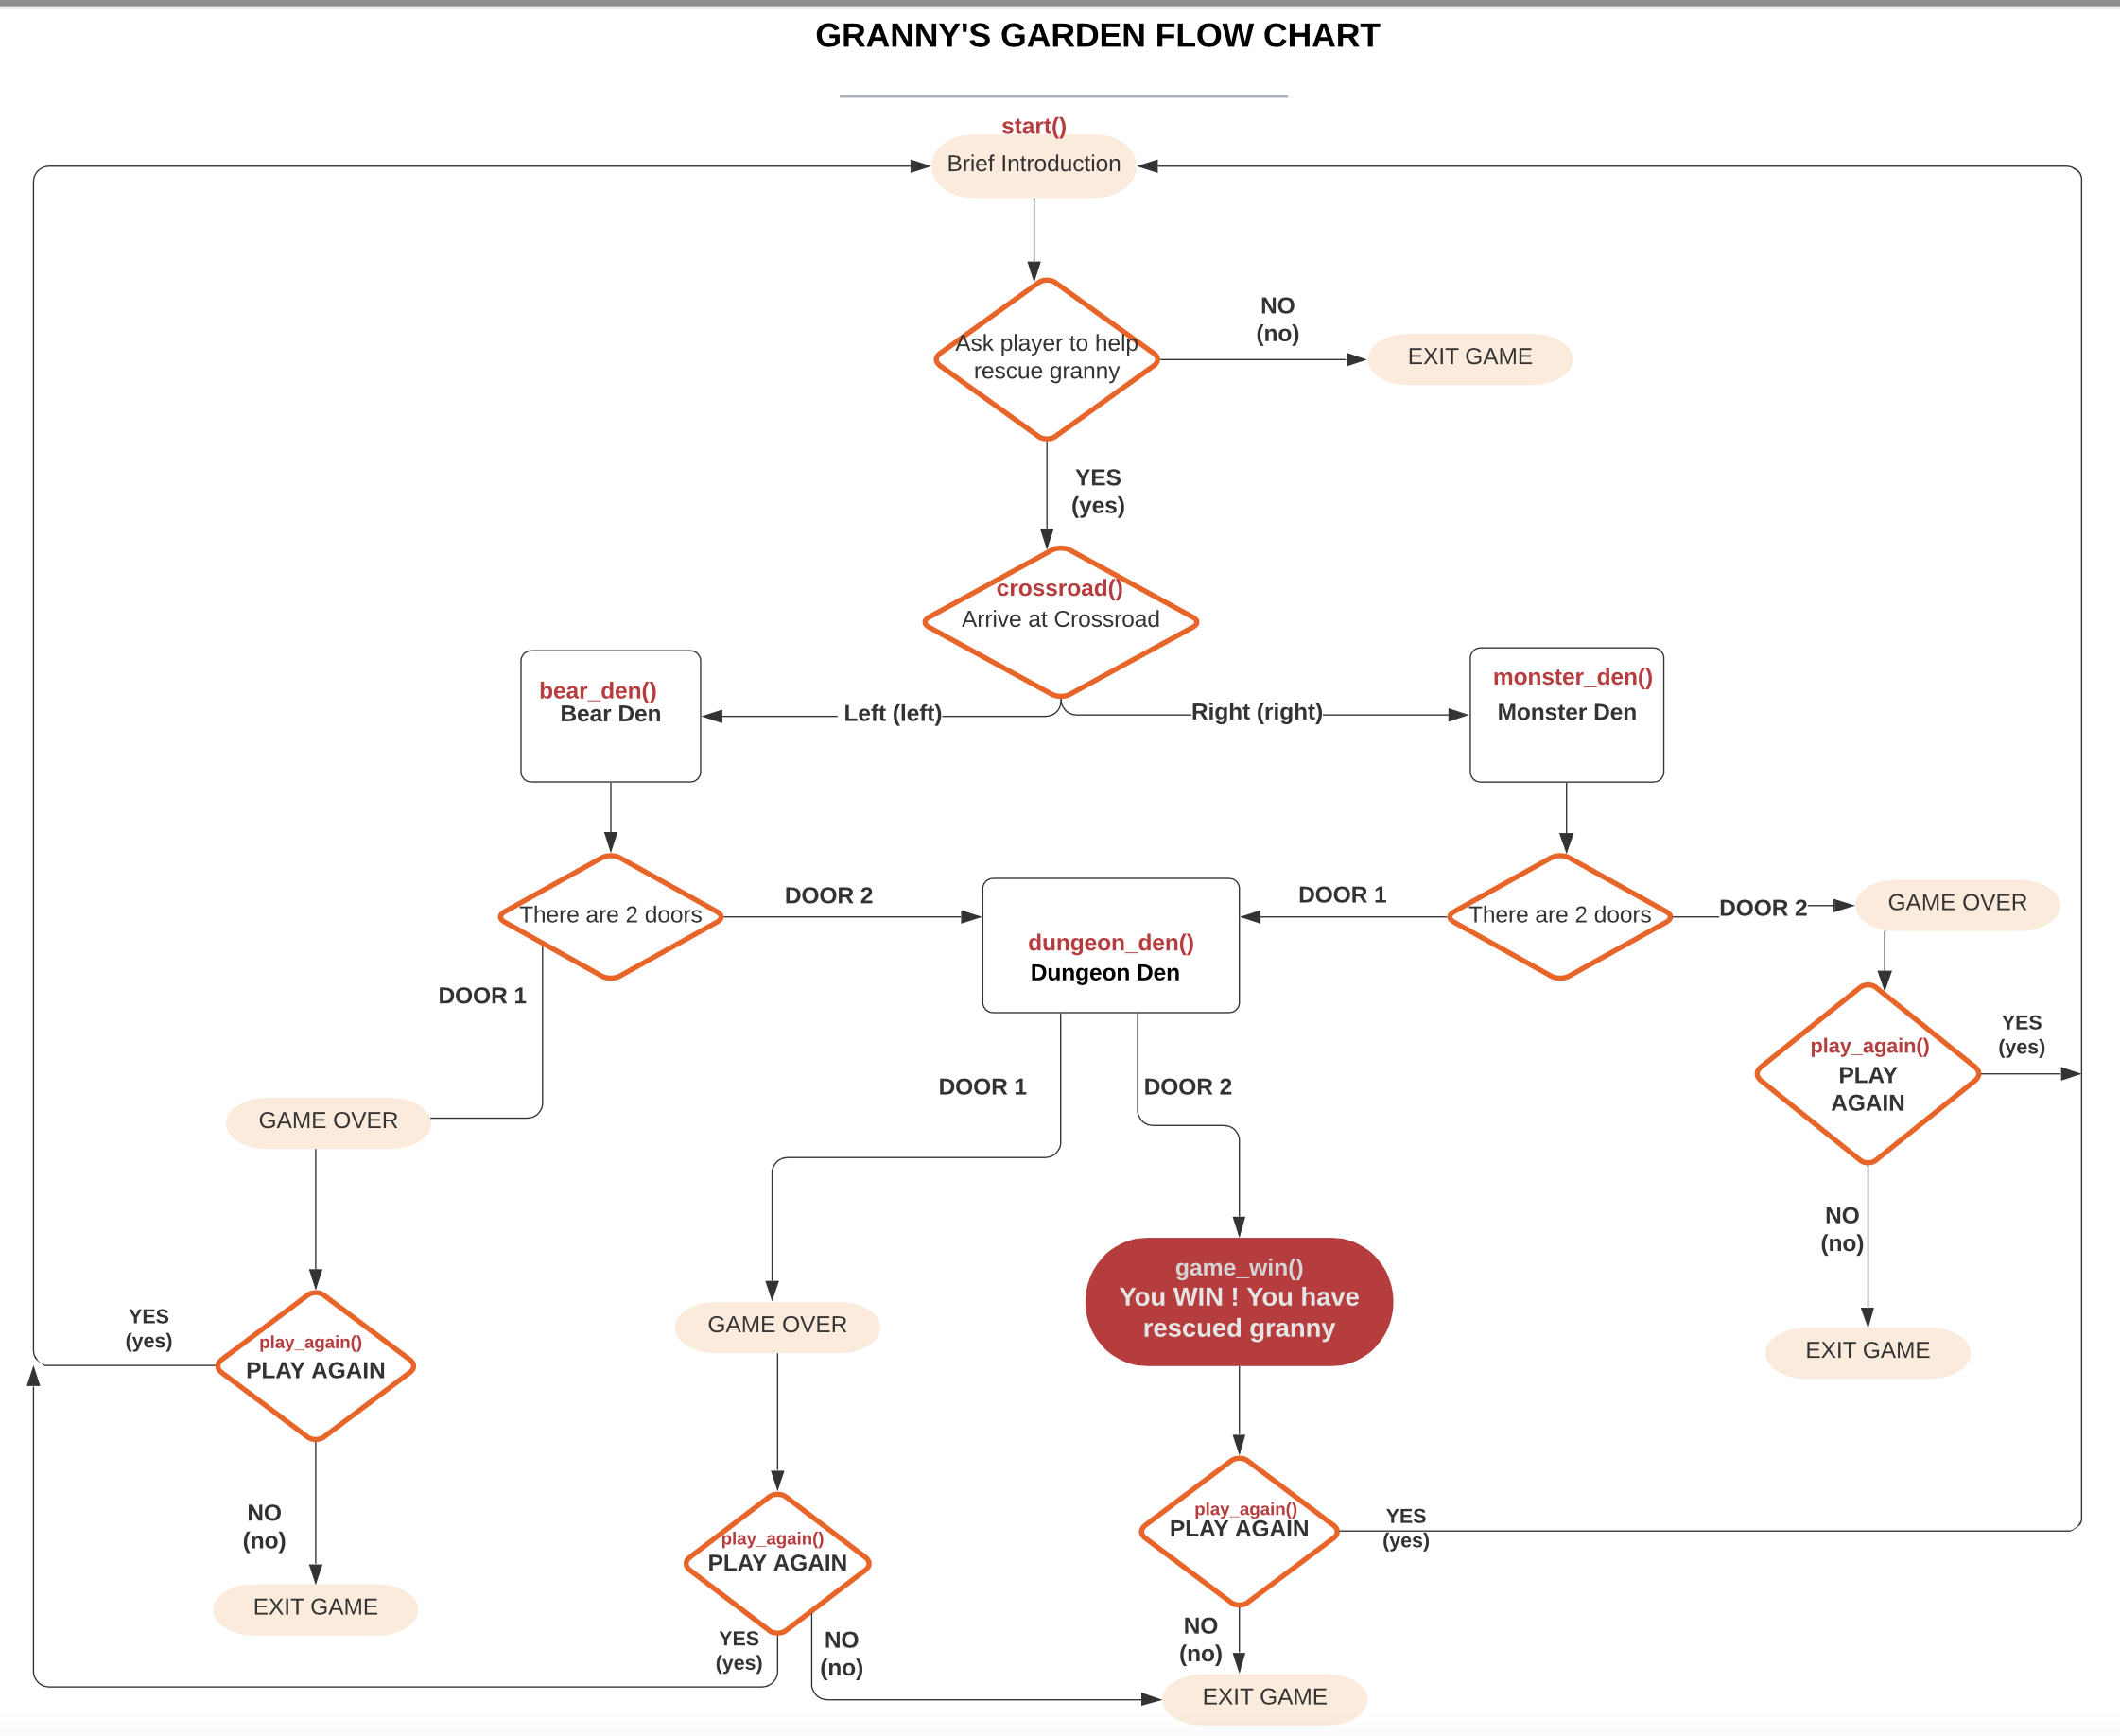 GRANNY'S GARDEN FLOW CHART
start()
Brief Introduction
Ask player to help
rescue granny
NO
(no)
EXIT GAME
YES
(yes)
crossroad()
Arrive at Crossroad
bear_den()
Bear Den
Left (left)
Right (right)
monster_den()
Monster Den
There are 2 doors
DOOR 2
dungeon_den()
Dungeon Den
DOOR 1
There are 2 doors
DOOR 2
GAME OVER
DOOR 1
play_again()
PLAY
AGAIN
YES
(yes)
DOOR 1
DOOR 2
GAME OVER
NO
(no)
EXIT GAME
game_win()
You WIN ! You have
rescued granny
GAME OVER
YES
(yes)
play_again()
PLAY AGAIN
NO
(no)
EXIT GAME
play_again()
PLAY AGAIN
YES
(yes)
NO
(no)
play_again()
PLAY AGAIN
YES
(yes)
NO
(no)
EXIT GAME